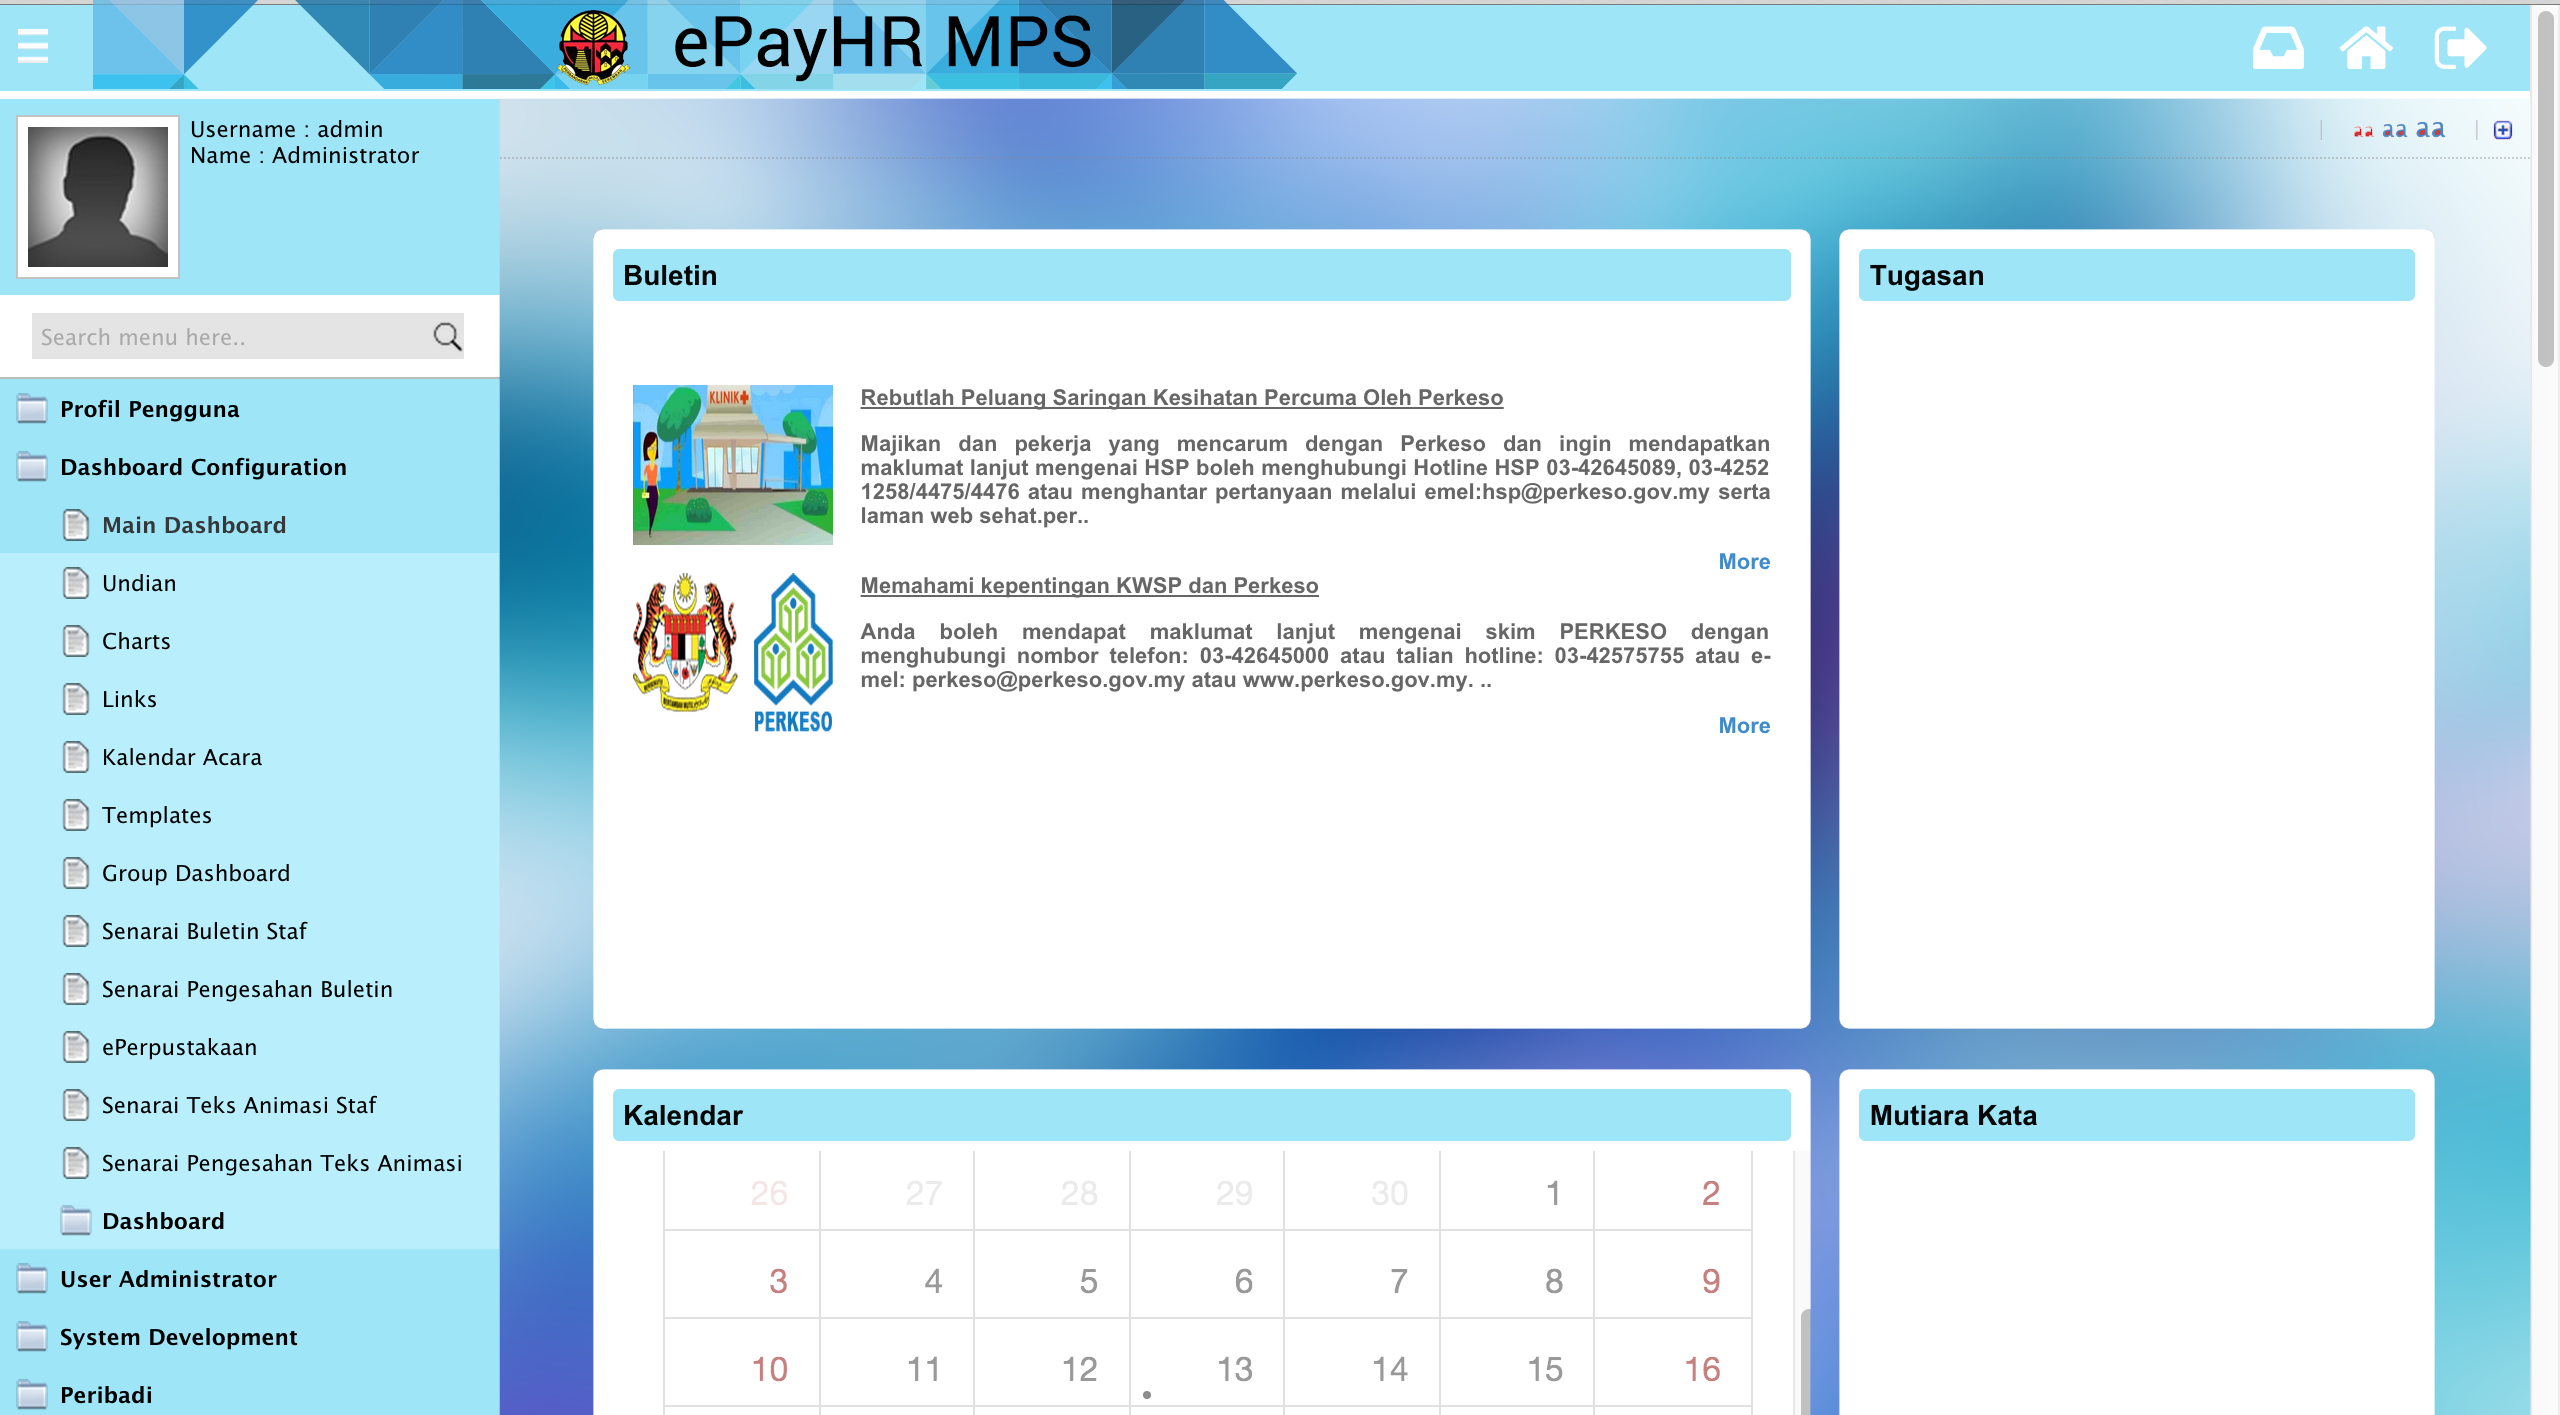 ePayHR MPS
Username : admin
Name : Administrator
aa aa aa
Search menu here..
Profil Pengguna
Dashboard Configuration
Main Dashboard
Undian
Charts
Links
Kalendar Acara
Templates
Group Dashboard
Senarai Buletin Staf
Senarai Pengesahan Buletin
ePerpustakaan
Senarai Teks Animasi Staf
Senarai Pengesahan Teks Animasi
Dashboard
User Administrator
System Development
Peribadi
Buletin
KLINIK
Rebutlah Peluang Saringan Kesihatan Percuma Oleh Perkeso
Majikan dan pekerja yang mencarum dengan Perkeso dan ingin mendapatkan
maklumat lanjut mengenai HSP boleh menghubungi Hotline HSP 03-42645089, 03-4252
1258/4475/4476 atau menghantar pertanyaan melalui emel:hsp@perkeso.gov.my serta
laman web sehat.per..
More
PERKESO
Memahami kepentingan KWSP dan Perkeso
Anda boleh mendapat maklumat lanjut mengenai skim PERKESO dengan
menghubungi nombor telefon: 03-42645000 atau talian hotline: 03-42575755 atau e-
mel: perkeso@perkeso.gov.my atau www.perkeso.gov.my. ..
More
Tugasan
Kalendar
26 27 28 29 30 1 2
3 4 5 6 7 8 9
10 11 12 13 14 15 16
Mutiara Kata